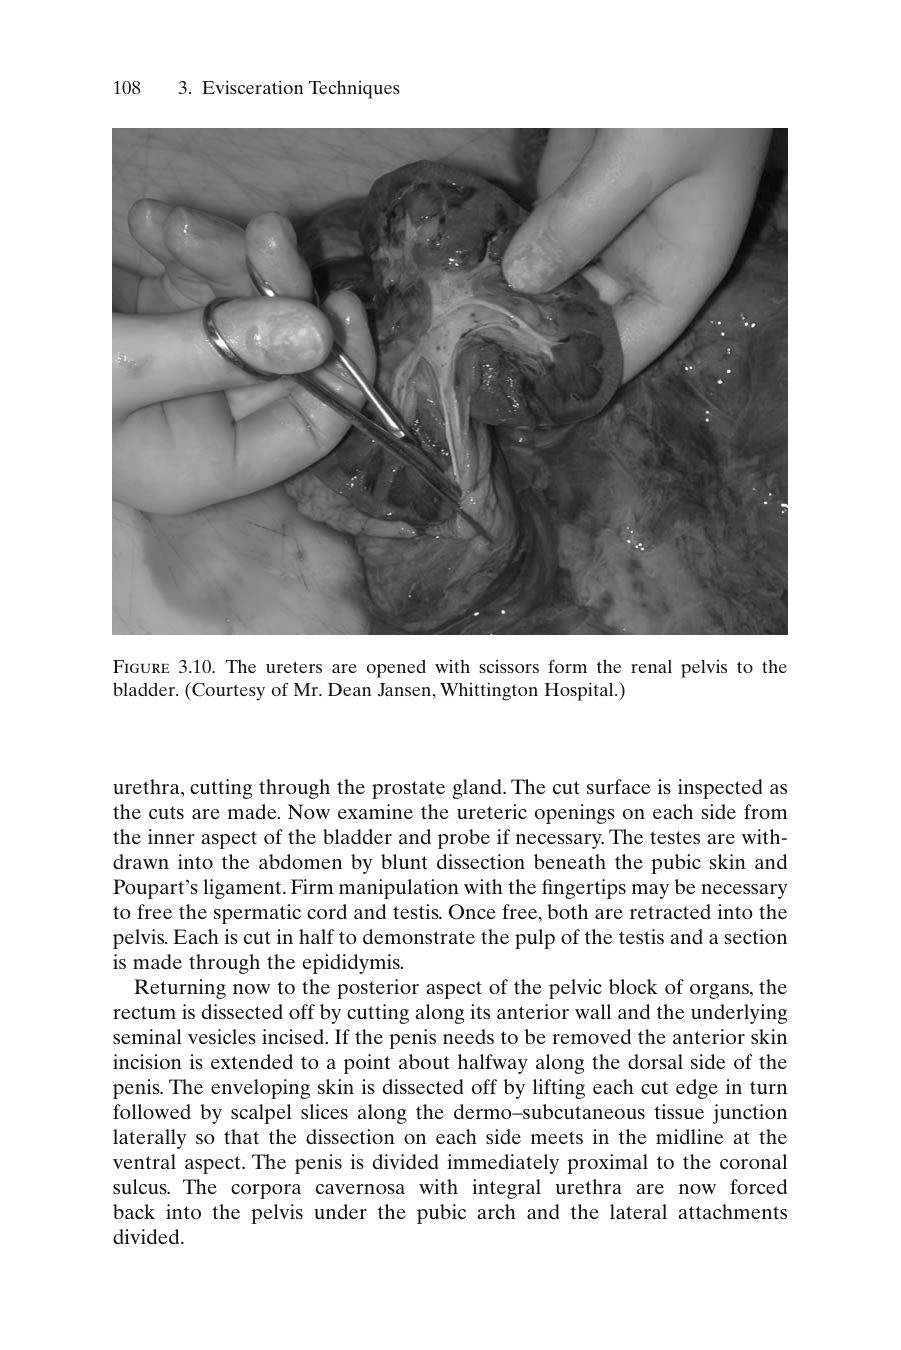 108 3. Evisceration Techniques
FIGURE 3.10. The ureters are opened with scissors form the renal pelvis to the
bladder. (Courtesy of Mr. Dean Jansen, Whittington Hospital.)
urethra, cutting through the prostate gland. The cut surface is inspected as
the cuts are made. Now examine the ureteric openings on each side from
the inner aspect of the bladder and probe if necessary. The testes are with-
drawn into the abdomen by blunt dissection beneath the pubic skin and
Poupart’s ligament. Firm manipulation with the fingertips may be necessary
to free the spermatic cord and testis. Once free, both are retracted into the
pelvis. Each is cut in half to demonstrate the pulp of the testis and a section
is made through the epididymis.
Returning now to the posterior aspect of the pelvic block of organs, the
rectum is dissected off by cutting along its anterior wall and the underlying
seminal vesicles incised. If the penis needs to be removed the anterior skin
incision is extended to a point about halfway along the dorsal side of the
penis. The enveloping skin is dissected off by lifting each cut edge in turn
followed by scalpel slices along the dermo–subcutaneous tissue junction
laterally so that the dissection on each side meets in the midline at the
ventral aspect. The penis is divided immediately proximal to the coronal
sulcus. The corpora cavernosa with integral urethra are now forced
back into the pelvis under the pubic arch and the lateral attachments
divided.